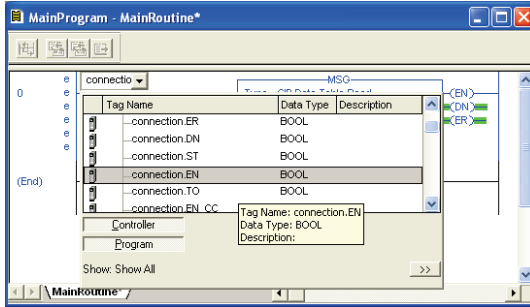 MainProgram - MainRoutine*
e connectio MSG
0 e (EN)
e Tag Name Data Type Description (DN)
e connection.ER BOOL (ER)
e connection.DN BOOL
e connection.ST BOOL
connection.EN BOOL
(End) connection.TO BOOL
connection.EN_CC
Tag Name: connection.EN
Data Type: BOOL
Description:
Controller
Program
Show: Show All >>
MainRoutine*